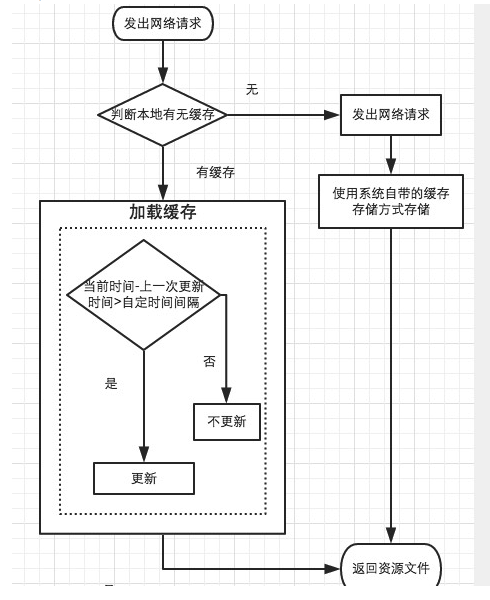 发出网络请求
判断本地有无缓存
无
发出网络请求
有缓存
使用系统自带的缓存
存储方式存储
加载缓存
当前时间-上一次更新
时间>自定时间间隔
否
是
不更新
更新
返回资源文件